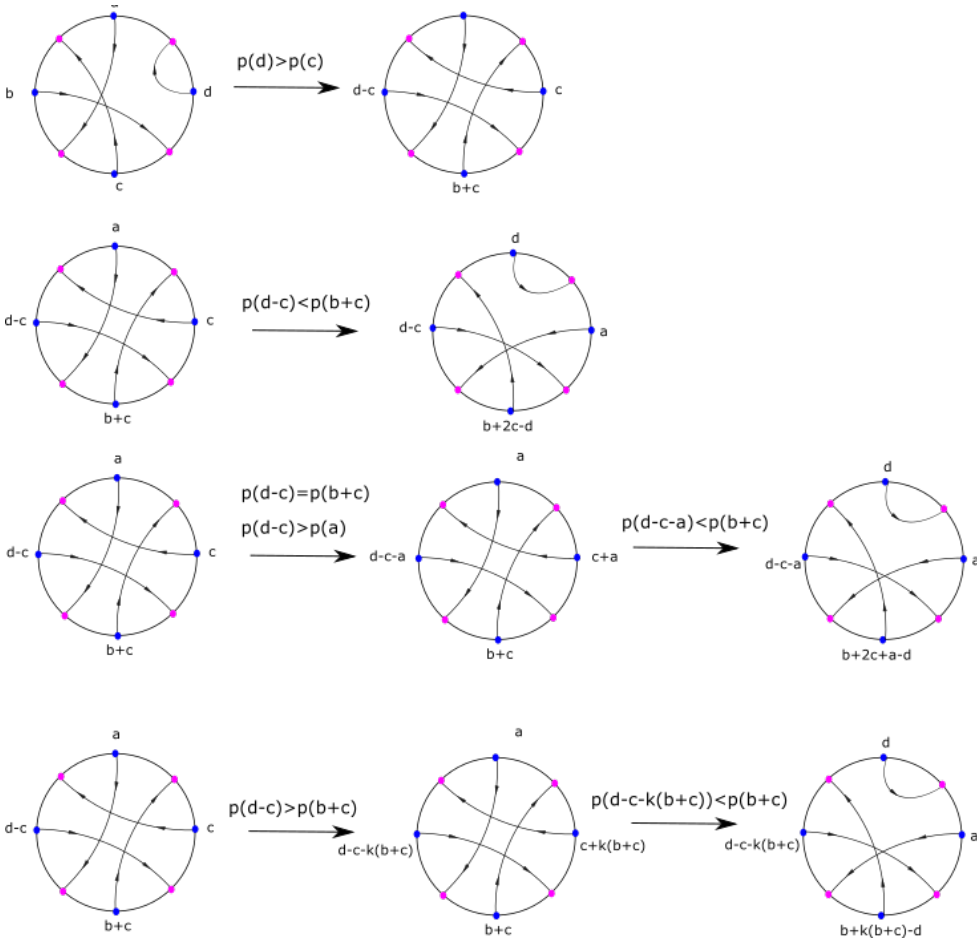 p(d)>p(c)
b
d
d-c
c
c
b+c
a
d
p(d-c)<p(b+c)
d-c
c
d-c
a
b+c
b+2c-d
a
a
d
p(d-c)=p(b+c)
p(d-c)>p(a)
p(d-c-a)<p(b+c)
d-c
c
d-c-a
c+a
d-c-a
a
b+c
b+c
b+2c+a-d
a
a
d
p(d-c)>p(b+c)
p(d-c-k(b+c))<p(b+c)
d-c
c
d-c-k(b+c)
c+k(b+c)
d-c-k(b+c)
a
b+c
b+c
b+k(b+c)-d